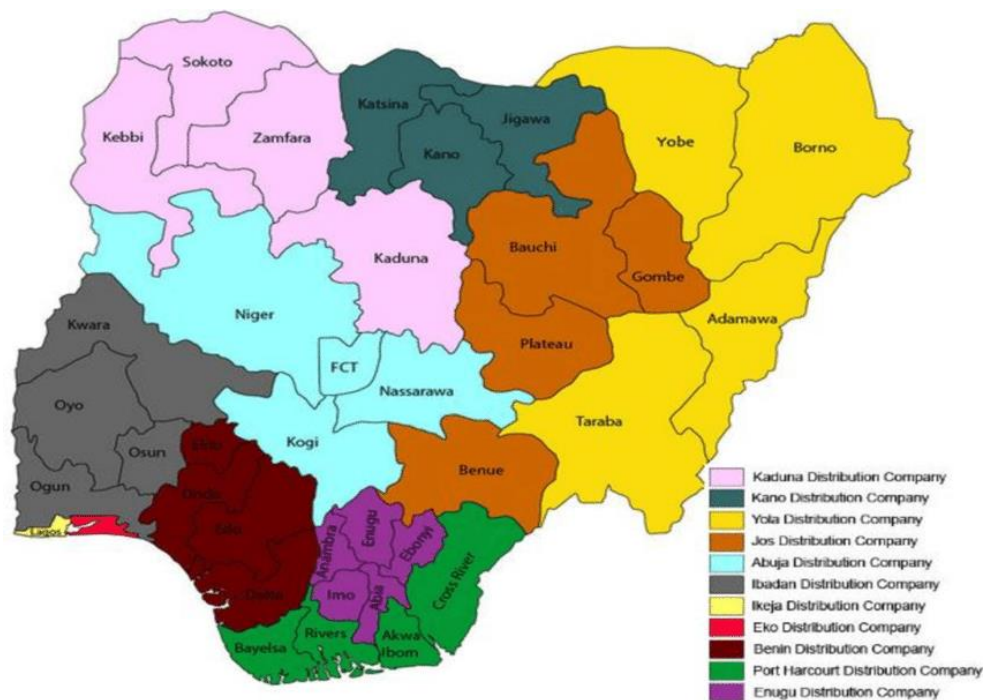 Sokoto
Kebbi
Zamfara
Katsina
Kano
Jigawa
Yobe
Borno
Kaduna
Bauchi
Gombe
Adamawa
Niger
Kwara
Plateau
FCT
Nassarawa
Oyo
Taraba
Kogi
Benue
Osun
Ekiti
Ogun
Ondo
Edo
Lagos
Anambra
Enugu
Ebonyi
Imo
Abia
Delta
Cross River
Bayelsa
Rivers
Akwa
Ibom
Kaduna Distribution Company
Kano Distribution Company
Yola Distribution Company
Jos Distribution Company
Abuja Distribution Company
Ibadan Distribution Company
Ikeja Distribution Company
Eko Distribution Company
Benin Distribution Company
Port Harcourt Distribution Company
Enugu Distribution Company